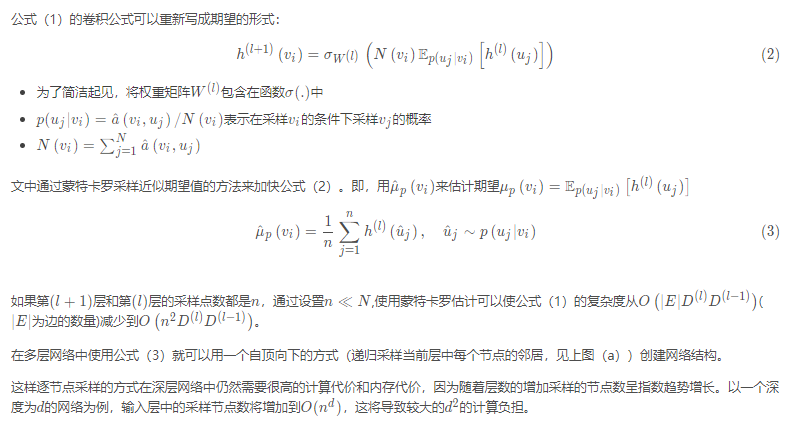 公式（1）的卷积公式可以重新写成期望的形式：
$$h^{(l+1)}(v_i) = \sigma_{W^{(l)}} \left( N(v_i) \mathbb{E}_{p(u_j|v_i)} \left[ h^{(l)}(u_j) \right] \right) \quad (2)$$
• 为了简洁起见，将权重矩阵$W^{(l)}$包含在函数$\sigma(.)$中
• $p(u_j|v_i) = \hat{a}(v_i, u_j) / N(v_i)$表示在采样$v_i$的条件下采样$v_j$的概率
• $N(v_i) = \sum_{j=1}^{N} \hat{a}(v_i, u_j)$
文中通过蒙特卡罗采样近似期望值的方法来加快公式（2）。即，用$\hat{\mu}_p(v_i)$来估计期望$\mu_p(v_i) = \mathbb{E}_{p(u_j|v_i)} \left[ h^{(l)}(u_j) \right]$
$$\hat{\mu}_p(v_i) = \frac{1}{n} \sum_{j=1}^{n} h^{(l)}(\hat{u}_j), \quad \hat{u}_j \sim p(u_j|v_i) \quad (3)$$
如果第$(l+1)$层和第$(l)$层的采样点数都是$n$，通过设置$n \ll N$,使用蒙特卡罗估计可以使公式（1）的复杂度从$O\left(|E|D^{(l)}D^{(l-1)}\right)$(
$|E|$为边的数量)减少到$O\left(n^2D^{(l)}D^{(l-1)}\right)$。
在多层网络中使用公式（3）就可以用一个自顶向下的方式（递归采样当前层中每个节点的邻居，见上图（a））创建网络结构。
这样逐节点采样的方式在深层网络中仍然需要很高的计算代价和内存代价，因为随着层数的增加采样的节点数呈指数趋势增长。以一个深
度为$d$的网络为例，输入层中的采样节点数将增加到$O(n^d)$，这将导致较大的$d^2$的计算负担。